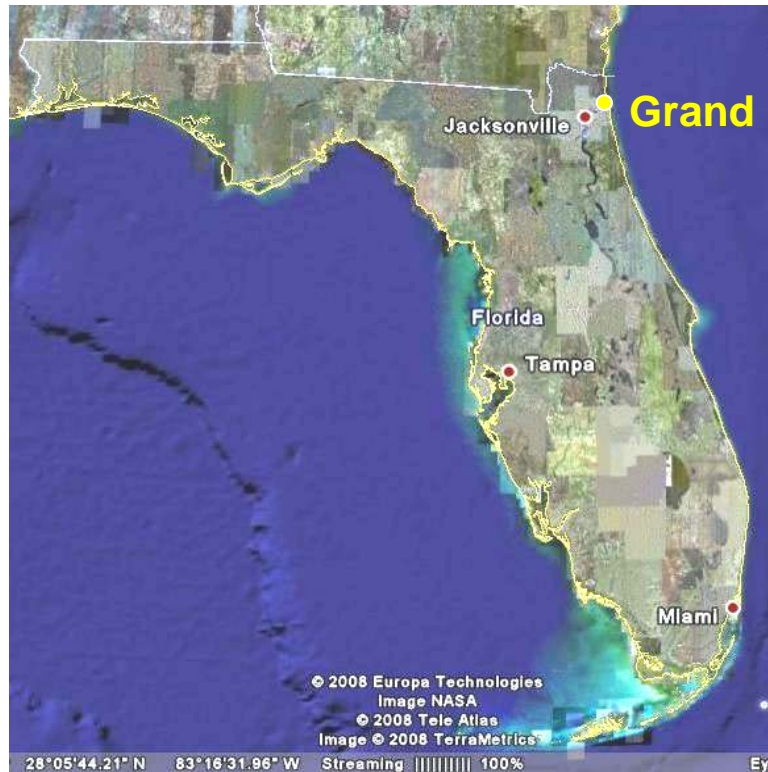 Grand
Jacksonville
Florida
Tampa
Miami
© 2008 Europa Technologies
Image NASA
© 2008 Tele Atlas
Image © 2008 TerraMetrics
28°05'44.21" N 83°16'31.96" W Streaming |||||||||| 100% Ey